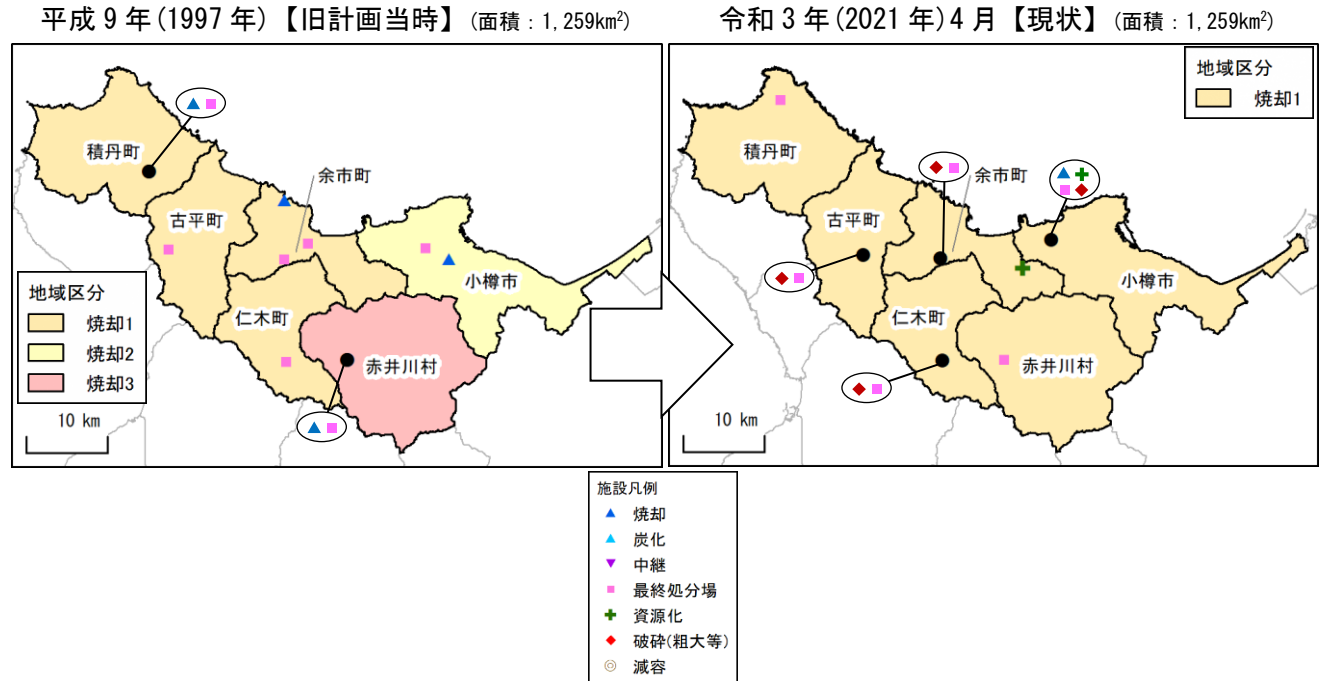 平成9年(1997年)【旧計画当時】(面積：1,259km²)
積丹町
余市町
古平町
小樽市
仁木町
赤井川村
地域区分
焼却1
焼却2
焼却3
10 km
令和3年(2021年)4月【現状】(面積：1,259km²)
地域区分
焼却1
積丹町
余市町
古平町
小樽市
仁木町
赤井川村
10 km
施設凡例
焼却
炭化
中継
最終処分場
資源化
破砕(粗大等)
減容